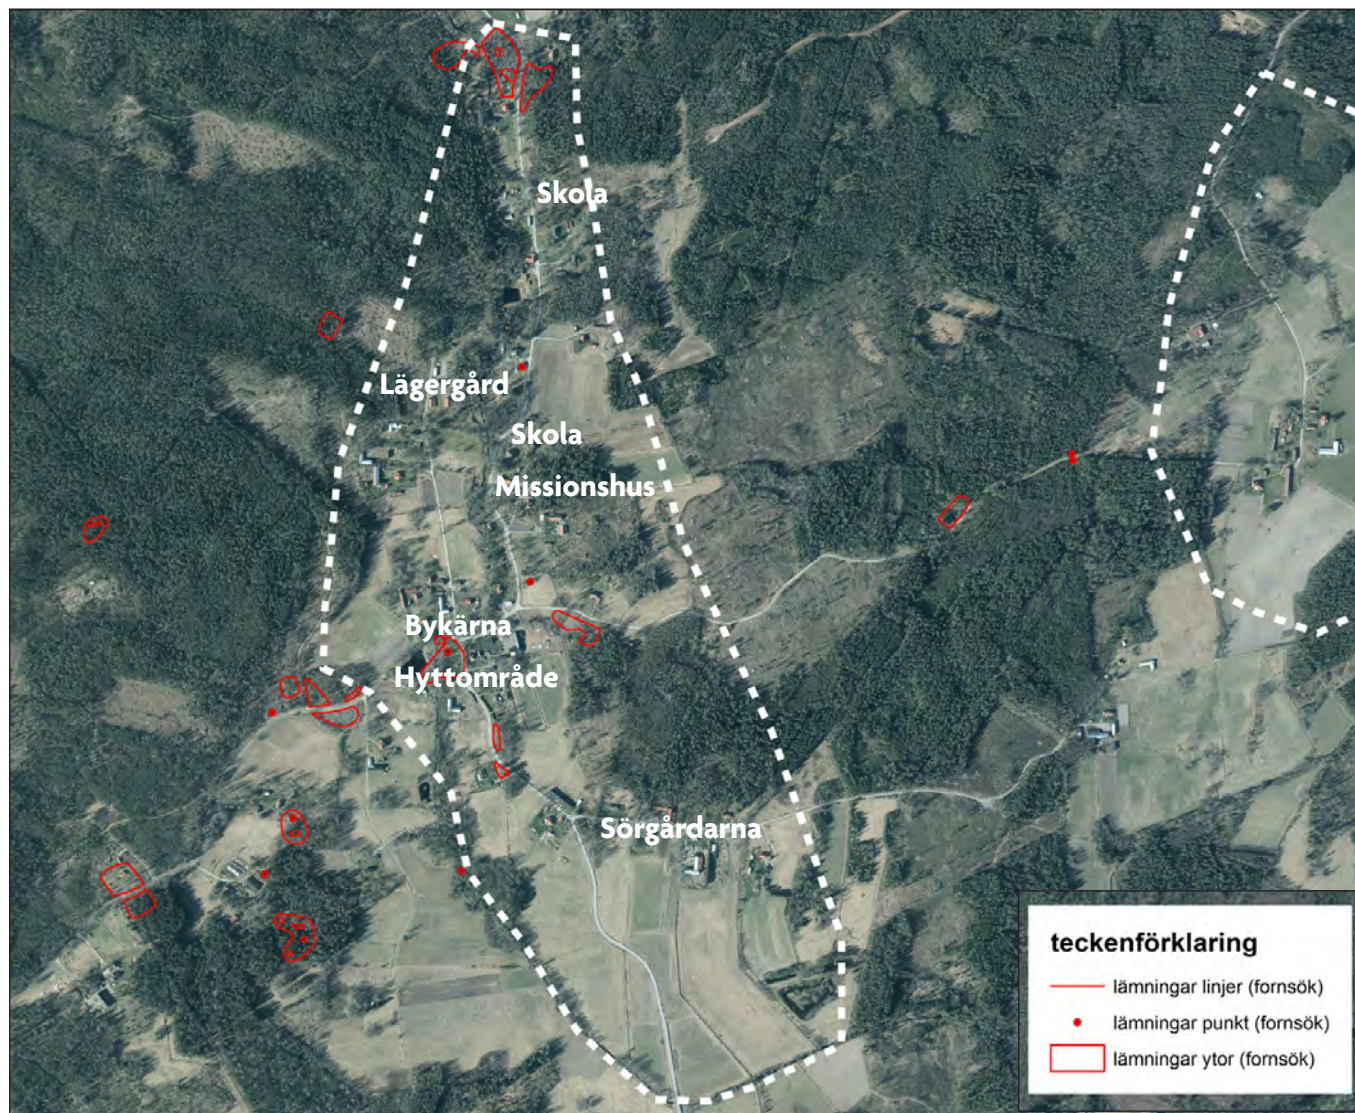 Skola
Lägergård
Skola
Missionshus
Bykärna
Hyttområde
Sörgårdarna
teckenförklaring
lämningar linjer (fornsök)
lämningar punkt (fornsök)
lämningar ytor (fornsök)